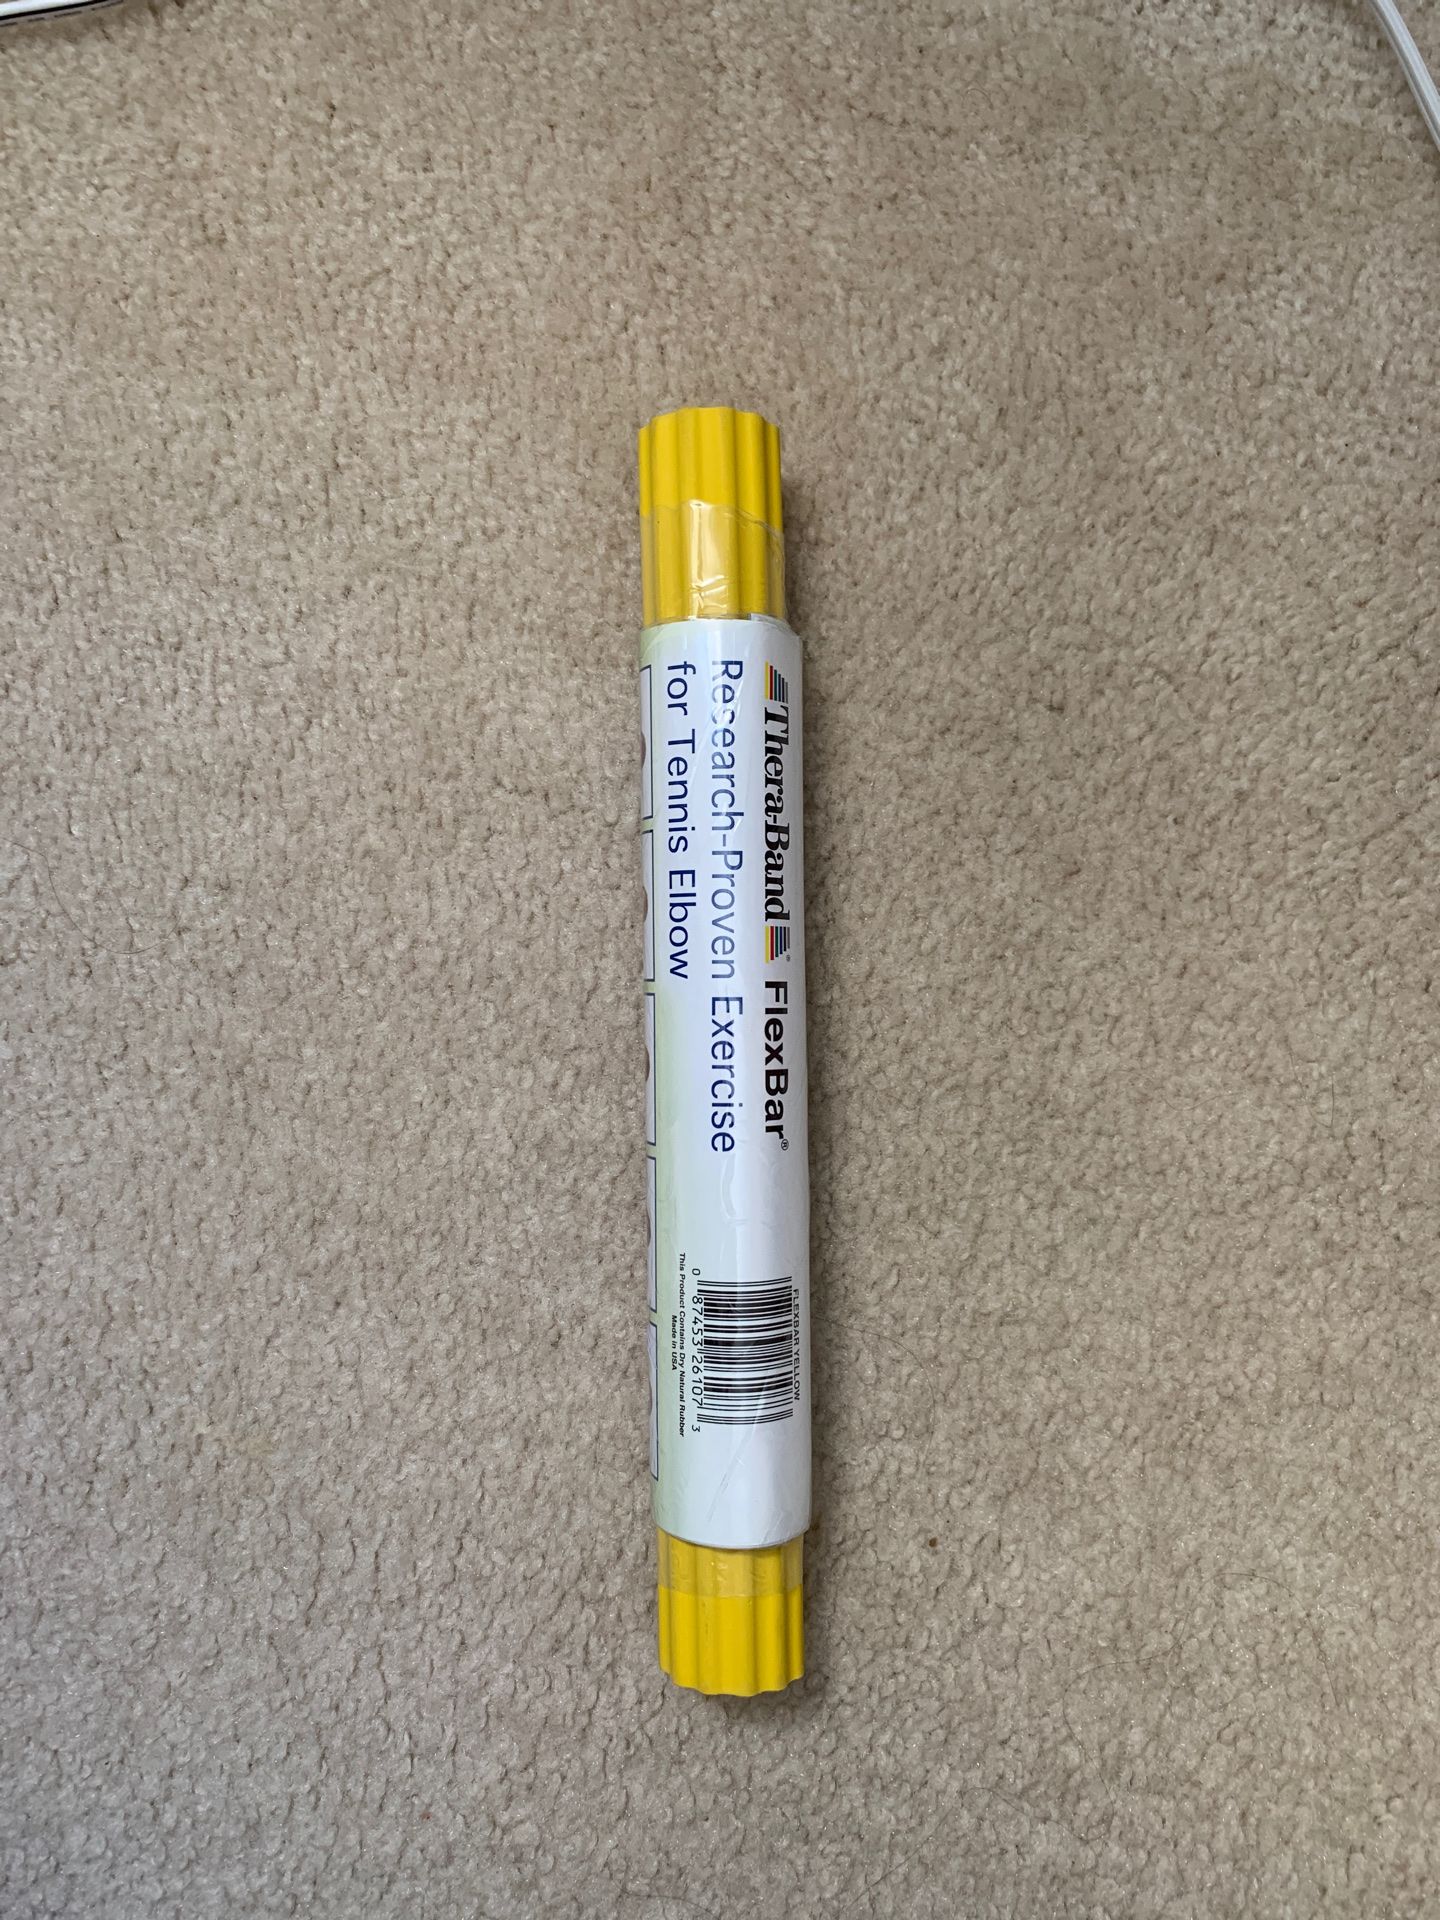 Thera-Band® FlexBar®
Research-Proven Exercise
for Tennis Elbow
FLEXBAR YELLOW
0 87453 26107 3
This Product Contains Dry Natural Rubber
Made in USA